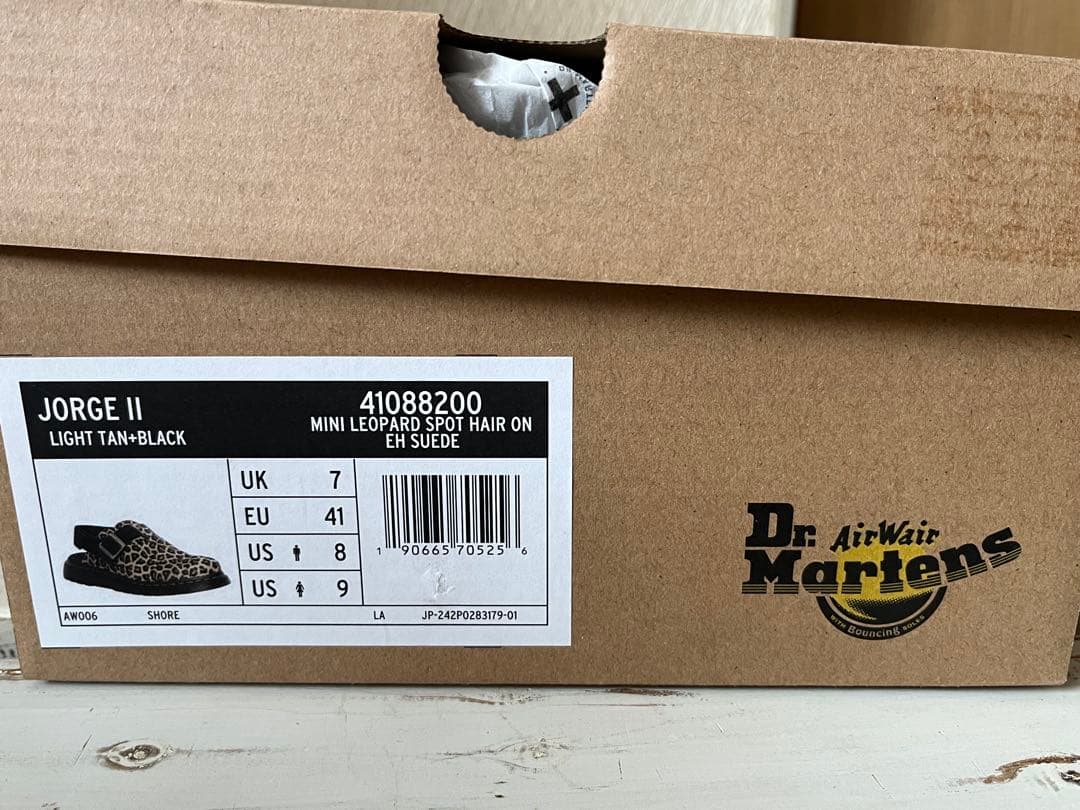 JORGE II
LIGHT TAN+BLACK
41088200
MINI LEOPARD SPOT HAIR ON
EH SUEDE
UK 7
EU 41
US 8
US 9
1 90665 70525 6
AW006 SHORE LA JP-242P0283179-01
Dr. AirWair
Martens
WITH Bouncing SOLES